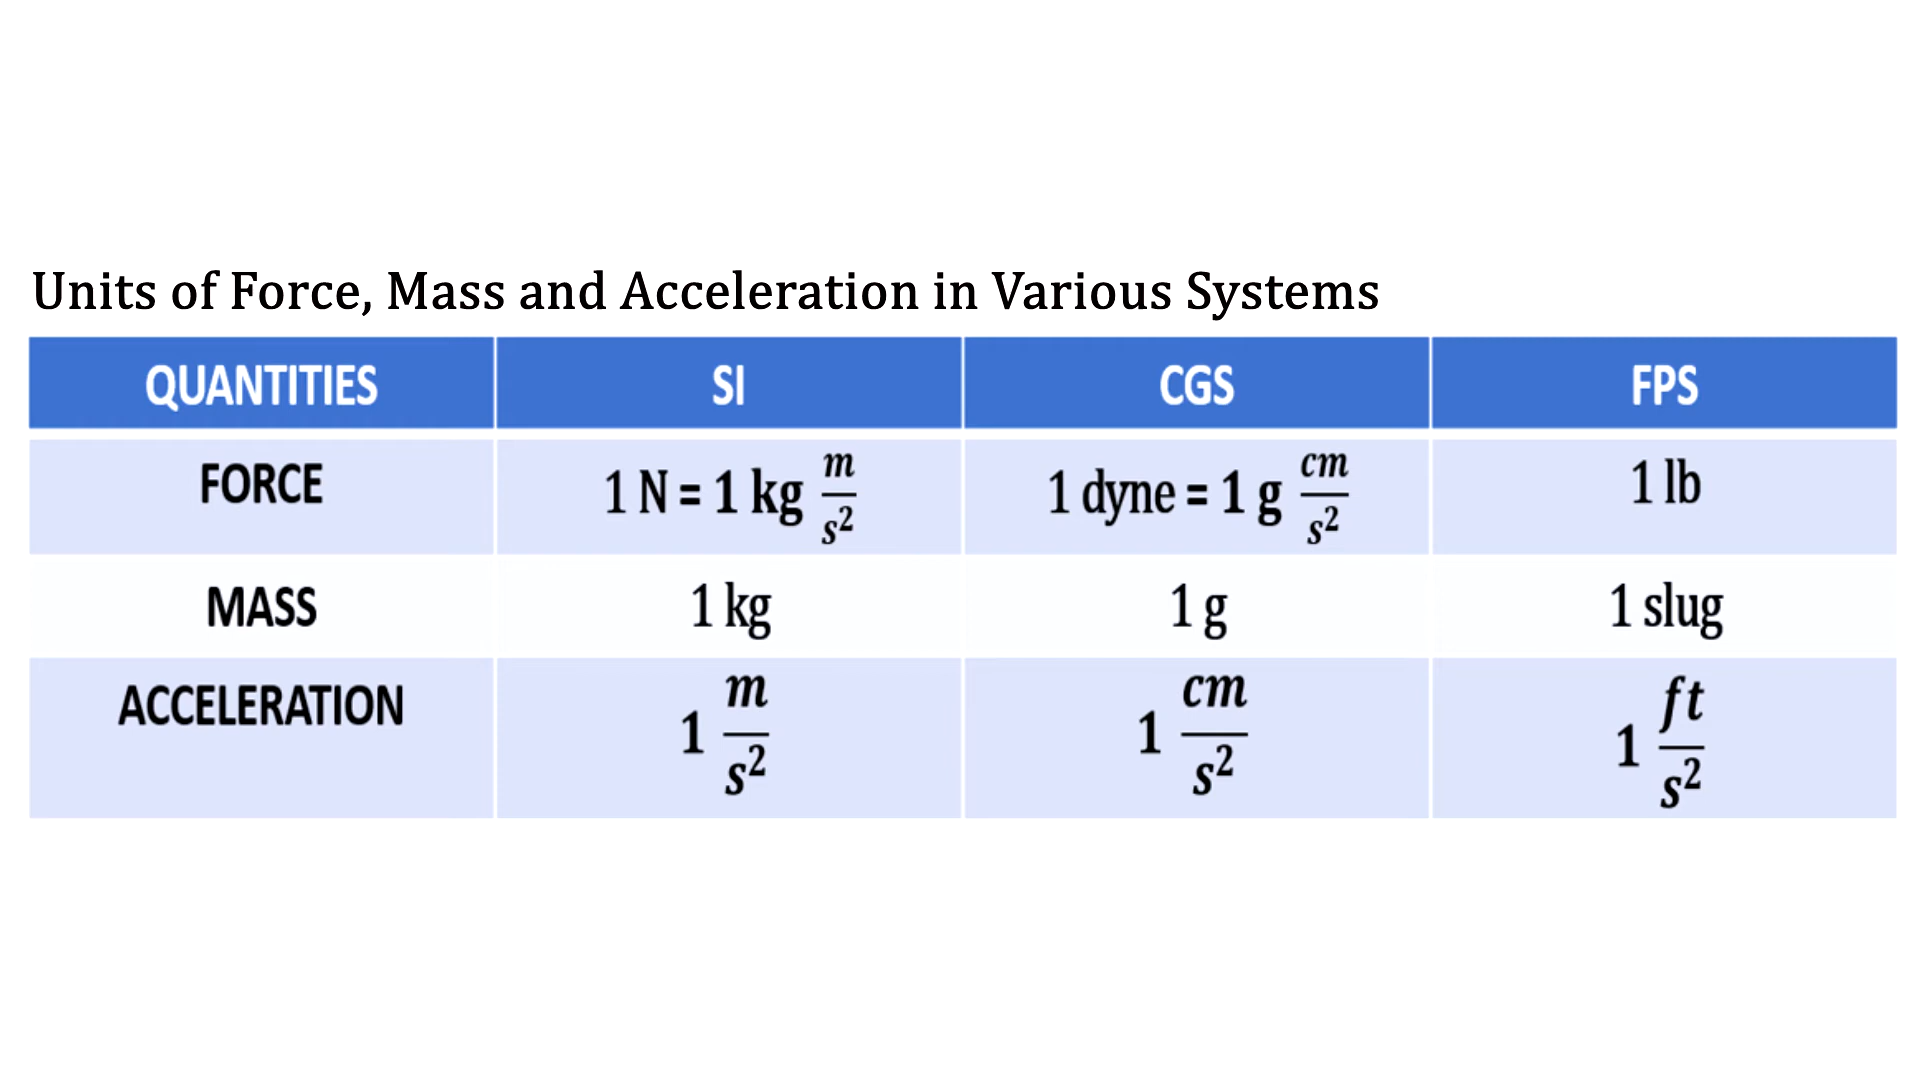 Units of Force, Mass and Acceleration in Various Systems
QUANTITIES SI CGS FPS
FORCE 1 N = 1 kg m/s² 1 dyne = 1 g cm/s² 1 lb
MASS 1 kg 1 g 1 slug
ACCELERATION 1 m/s² 1 cm/s² 1 ft/s²